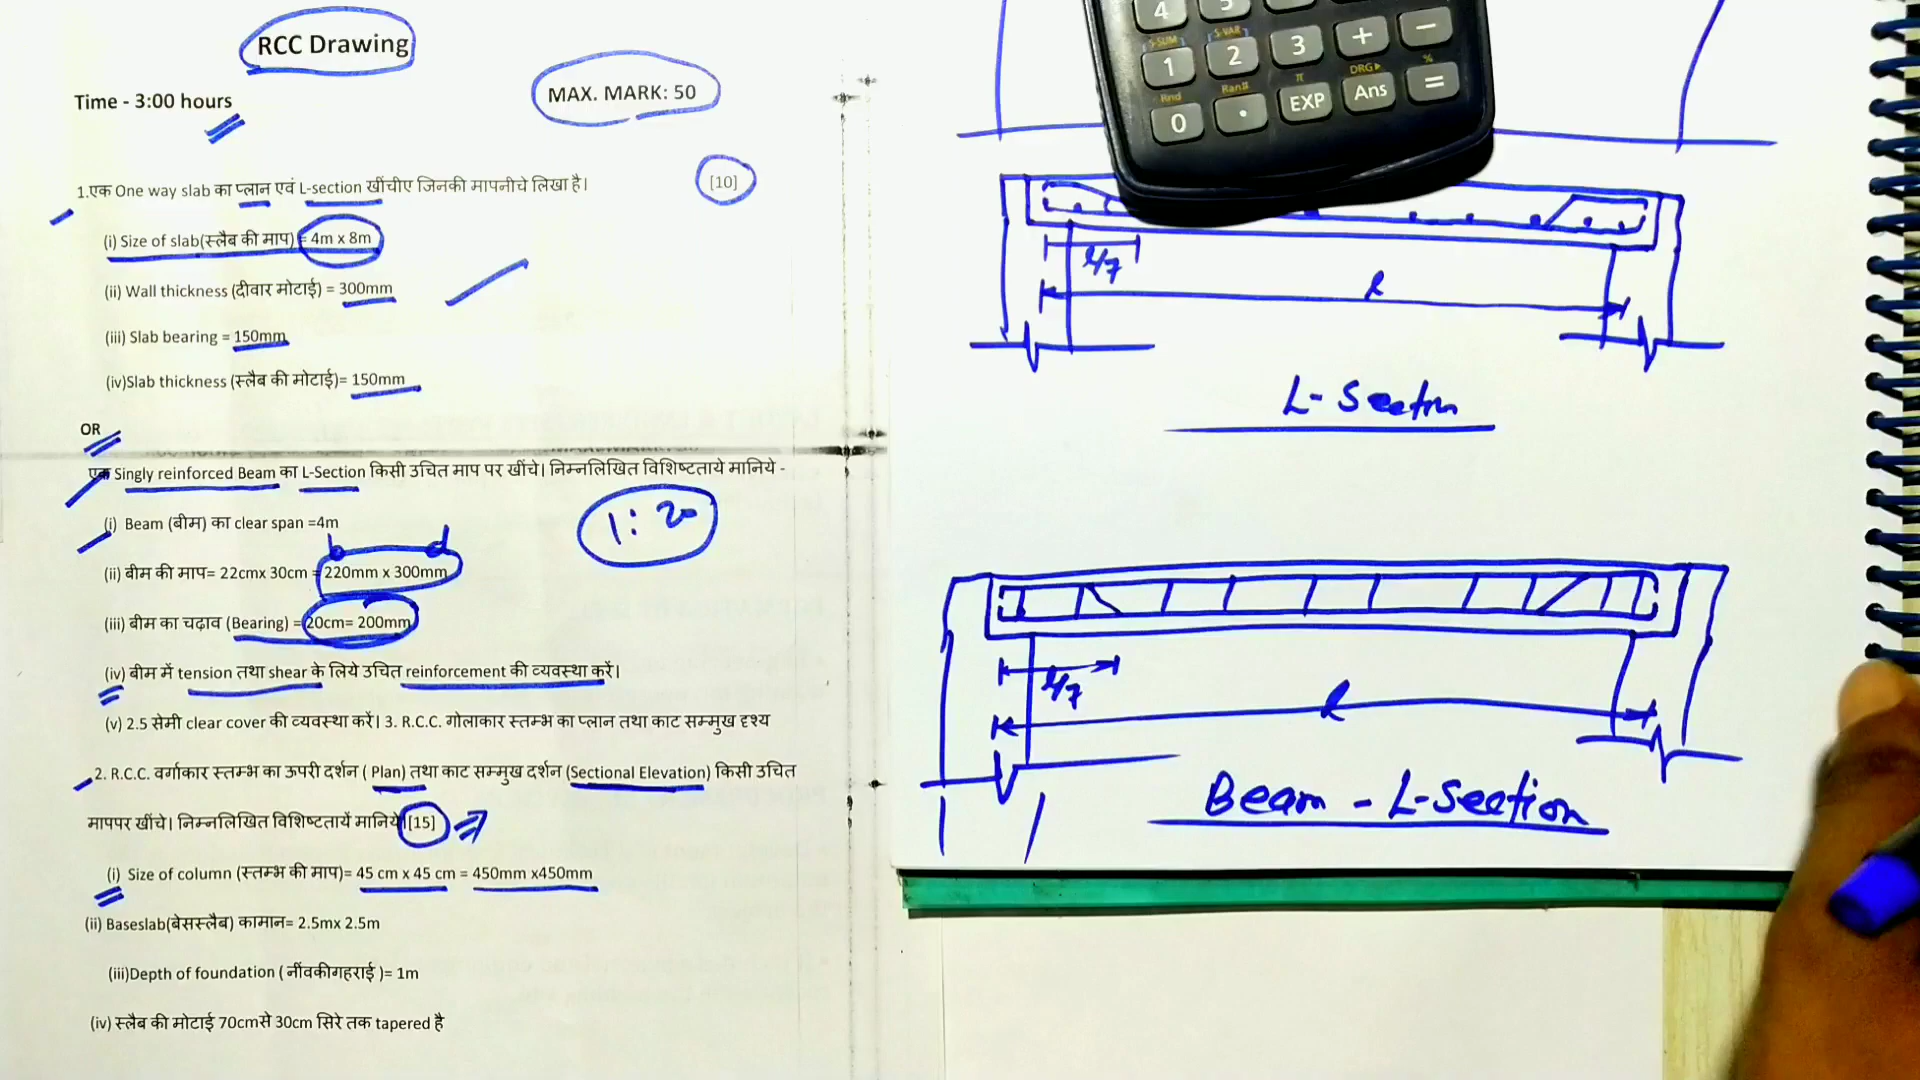 RCC Drawing
MAX. MARK: 50
Time - 3:00 hours
1.एक One way slab का प्लान एवं L-section खींचीए जिनकी मापनीचे लिखा है। [10]
(i) Size of slab(स्लैब की माप) = 4m x 8m
(ii) Wall thickness (दीवार मोटाई) = 300mm
(iii) Slab bearing = 150mm
(iv)Slab thickness (स्लैब की मोटाई)= 150mm
OR
एक Singly reinforced Beam का L-Section किसी उचित माप पर खींचे। निम्नलिखित विशिष्टताये मानिये -
1: 20
(i) Beam (बीम) का clear span =4m
(ii) बीम की माप= 22cmx 30cm = 220mm x 300mm
(iii) बीम का चढ़ाव (Bearing) = 20cm= 200mm
(iv) बीम में tension तथा shear के लिये उचित reinforcement की व्यवस्था करें।
(v) 2.5 सेमी clear cover की व्यवस्था करें। 3. R.C.C. गोलाकार स्तम्भ का प्लान तथा काट सम्मुख दृश्य
2. R.C.C. वर्गाकार स्तम्भ का ऊपरी दर्शन ( Plan) तथा काट सम्मुख दर्शन (Sectional Elevation) किसी उचित
मापपर खींचे। निम्नलिखित विशिष्टतायें मानिये।[15]
(i) Size of column (स्तम्भ की माप)= 45 cm x 45 cm = 450mm x450mm
(ii) Baseslab(बेसस्लैब) कामान= 2.5mx 2.5m
(iii)Depth of foundation ( नींवकीगहराई )= 1m
(iv) स्लैब की मोटाई 70cmसे 30cm सिरे तक tapered है
4 5
S-SUM S-VAR
1 2 3 + −
Rnd Ran# π DRG▸ %
0 · EXP Ans =
l/7
l
L- Section
l/7
l
Beam - L-Section